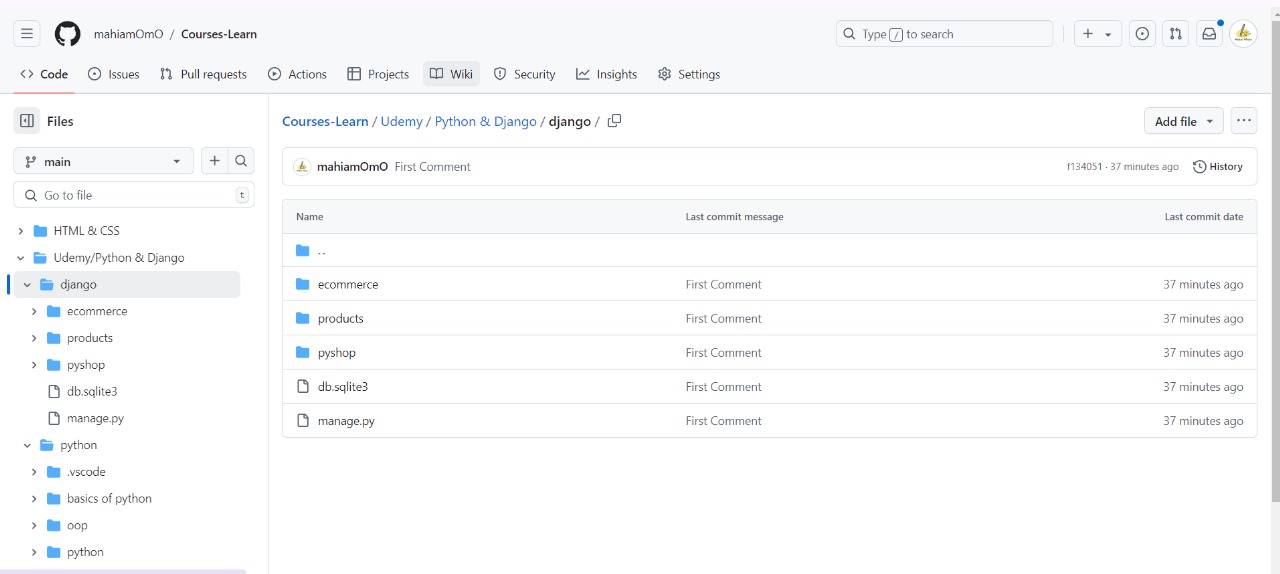 mahiamOmO / Courses-Learn
Type / to search
Code Issues Pull requests Actions Projects Wiki Security Insights Settings
Files
main
Go to file t
HTML & CSS
Udemy/Python & Django
django
ecommerce
products
pyshop
db.sqlite3
manage.py
python
.vscode
basics of python
oop
python
Courses-Learn / Udemy / Python & Django / django /
Add file
mahiamOmO First Comment f134051 · 37 minutes ago History
Name Last commit message Last commit date
..
ecommerce First Comment 37 minutes ago
products First Comment 37 minutes ago
pyshop First Comment 37 minutes ago
db.sqlite3 First Comment 37 minutes ago
manage.py First Comment 37 minutes ago